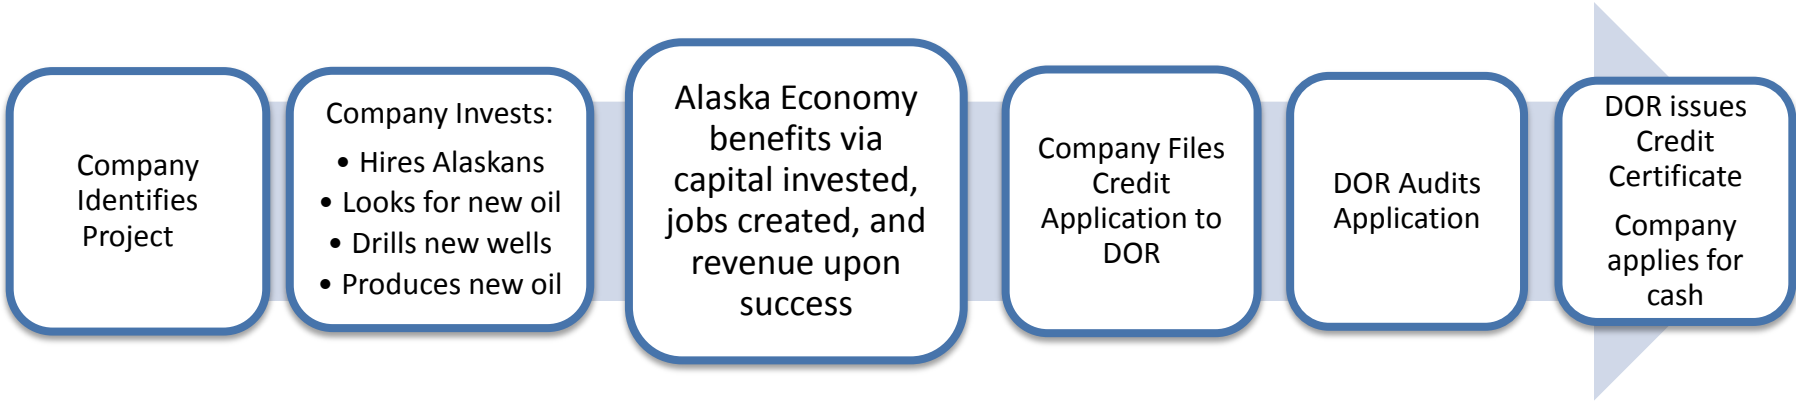 Company
Identifies
Project
Company Invests:
• Hires Alaskans
• Looks for new oil
• Drills new wells
• Produces new oil
Alaska Economy
benefits via
capital invested,
jobs created, and
revenue upon
success
Company Files
Credit
Application to
DOR
DOR Audits
Application
DOR issues
Credit
Certificate
Company
applies for
cash